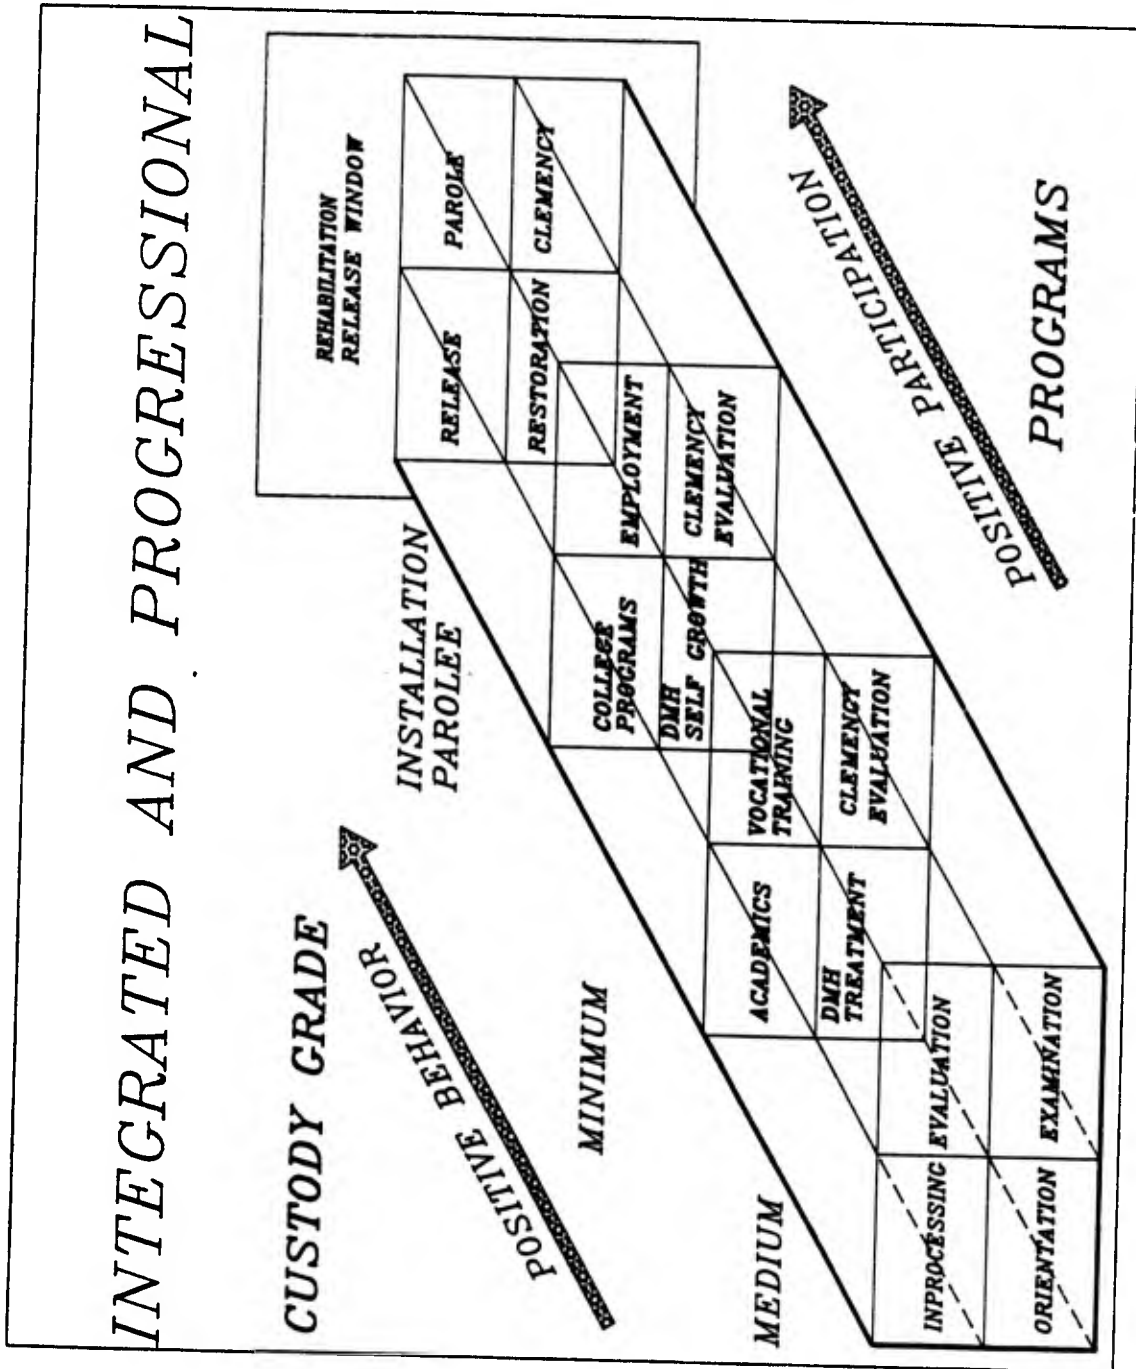 INTEGRATED AND PROGRESSIONAL
CUSTODY GRADE
POSITIVE BEHAVIOR
MEDIUM
MINIMUM
INSTALLATION
PAROLEE
REHABILITATION
RELEASE WINDOW
RELEASE
PAROLE
RESTORATION
CLEMENCY
COLLEGE
PROGRAMS
EMPLOYMENT
DMH
SELF GROWTH
CLEMENCY
EVALUATION
ACADEMICS
VOCATIONAL
TRAINING
DMH
TREATMENT
CLEMENCY
EVALUATION
INPROCESSING
EVALUATION
ORIENTATION
EXAMINATION
POSITIVE PARTICIPATION
PROGRAMS